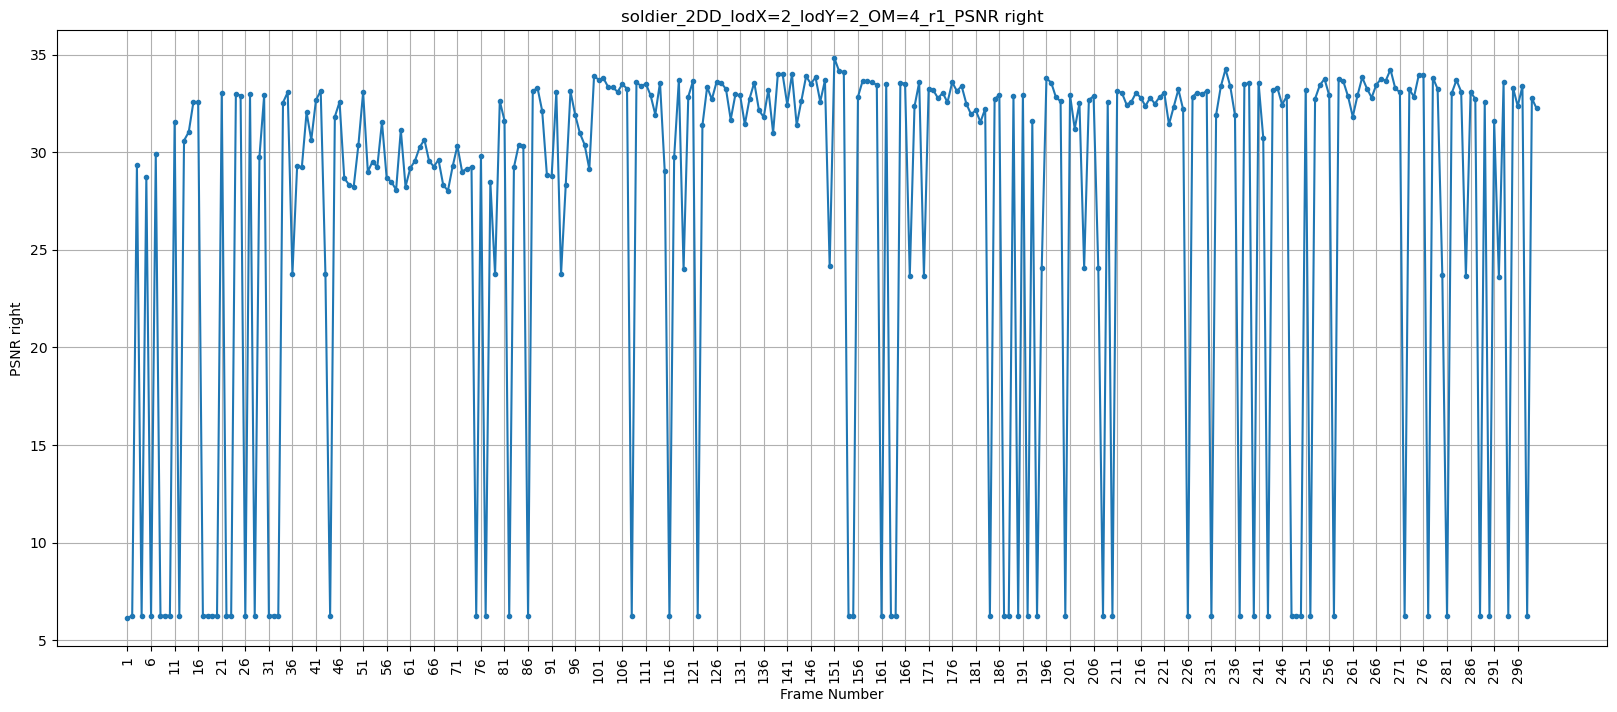 soldier_2DD_lodX=2_lodY=2_OM=4_r1_PSNR right
35
30
25
20
15
10
5
PSNR right
1 6 11 16 21 26 31 36 41 46 51 56 61 66 71 76 81 86 91 96 101 106 111 116 121 126 131 136 141 146 151 156 161 166 171 176 181 186 191 196 201 206 211 216 221 226 231 236 241 246 251 256 261 266 271 276 281 286 291 296
Frame Number